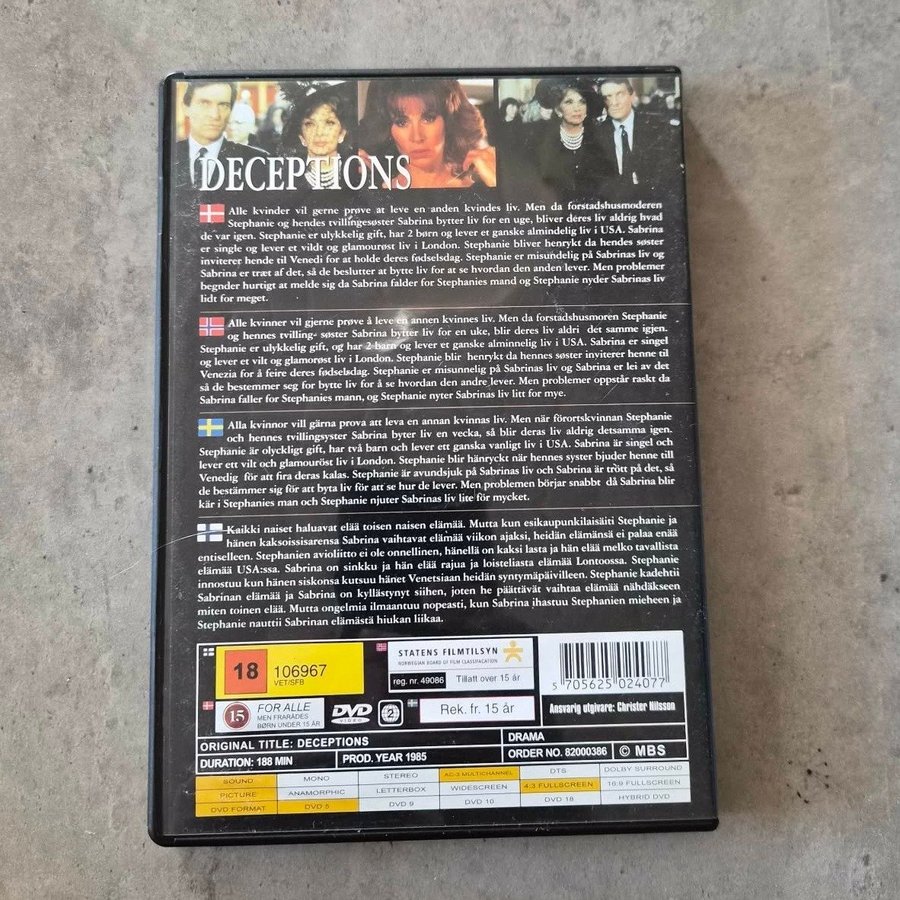 DECEPTIONS
Alle kvinder vil gerne prøve at leve en anden kvindes liv. Men da forstadshusmoderen
Stephanie og hendes tvillingesøster Sabrina bytter liv for en uge, bliver deres liv aldrig hvad
de var igen. Stephanie er ulykkelig gift, har 2 børn og lever et ganske almindelig liv i USA. Sabrina
er single og lever et vildt og glamourøst liv i London. Stephanie bliver henrykt da hendes søster
inviterer hende til Venedi for at holde deres fødselsdag. Stephanie er misundelig på Sabrinas liv og
Sabrina er træt af det, så de beslutter at bytte liv for at se hvordan den anden lever. Men problemer
begnder hurtigt at melde sig da Sabrina falder for Stephanies mand og Stephanie nyder Sabrinas liv
lidt for meget.
Alle kvinner vil gjerne prøve å leve en annen kvinnes liv. Men da forstadshusmoren Stephanie
og hennes tvilling- søster Sabrina bytter liv for en uke, blir deres liv aldri det samme igjen.
Stephanie er ulykkelig gift, og har 2 barn og lever et ganske alminnelig liv i USA. Sabrina er singel
og lever et vilt og glamorøst liv i London. Stephanie blir henrykt da hennes søster inviterer henne til
Venezia for å feire deres fødselsdag. Stephanie er misunnelig på Sabrinas liv og Sabrina er lei av det
så de bestemmer seg for bytte liv for å se hvordan den andre lever. Men problemer oppstår raskt da
Sabrina faller for Stephanies mann, og Stephanie nyter Sabrinas liv litt for mye.
Alla kvinnor vill gärna prova att leva en annan kvinnas liv. Men när förortskvinnan Stephanie
och hennes tvillingsyster Sabrina byter liv en vecka, så blir deras liv aldrig detsamma igen.
Stephanie är olyckligt gift, har två barn och lever ett ganska vanligt liv i USA. Sabrina är singel och
lever ett vilt och glamouröst liv i London. Stephanie blir hänryckt när hennes syster bjuder henne till
Venedig för att fira deras kalas. Stephanie är avundsjuk på Sabrinas liv och Sabrina är trött på det, så
de bestämmer sig för att byta liv för att se hur de lever. Men problemen börjar snabbt då Sabrina blir
kär i Stephanies man och Stephanie njuter Sabrinas liv lite för mycket.
Kaikki naiset haluavat elää toisen naisen elämää. Mutta kun esikaupunkilaisäiti Stephanie ja
hänen kaksoissisarensa Sabrina vaihtavat elämää viikon ajaksi, heidän elämänsä ei palaa enää
entiselleen. Stephanien avioliitto ei ole onnellinen, hänellä on kaksi lasta ja hän elää melko tavallista
elämää USA:ssa. Sabrina on sinkku ja hän elää rajua ja loisteliasta elämää Lontoossa. Stephanie
innostuu kun hänen siskonsa kutsuu hänet Venetsiaan heidän syntymäpäivilleen. Stephanie kadehtii
Sabrinan elämää ja Sabrina on kyllästynyt siihen, joten he päättävät vaihtaa elämää nähdäkseen
miten toinen elää. Mutta ongelmia ilmaantuu nopeasti, kun Sabrina ihastuu Stephanien mieheen ja
Stephanie nauttii Sabrinan elämästä hiukan liikaa.
18 106967
VET/SFB
STATENS FILMTILSYN
NORWEGIAN BOARD OF FILM CLASSIFICATION
reg. nr. 49086 Tillatt over 15 år
5 705625 024077
15 FOR ALLE
MEN FRARÅDES
BØRN UNDER 15 ÅR
DVD
VIDEO
2
Rek. fr. 15 år
Ansvarig utgivare: Christer Nilsson
ORIGINAL TITLE: DECEPTIONS
DRAMA
DURATION: 188 MIN
PROD. YEAR 1985
ORDER NO. 82000386
© MBS
SOUND MONO STEREO AC-3 MULTICHANNEL DTS DOLBY SURROUND
PICTURE ANAMORPHIC LETTERBOX WIDESCREEN 4:3 FULLSCREEN 16:9 FULLSCREEN
DVD FORMAT DVD 5 DVD 9 DVD 10 DVD 18 HYBRID DVD